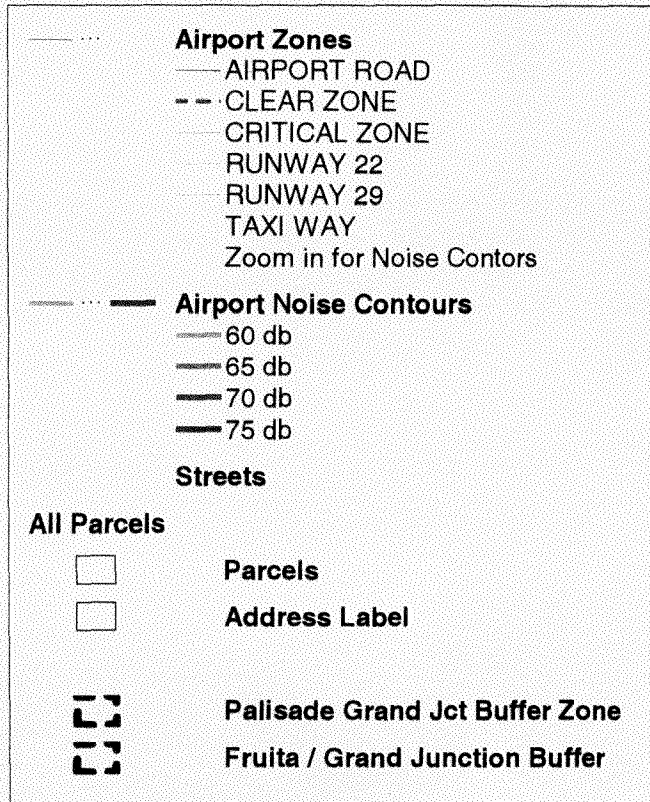 Airport Zones
AIRPORT ROAD
CLEAR ZONE
CRITICAL ZONE
RUNWAY 22
RUNWAY 29
TAXI WAY
Zoom in for Noise Contors
Airport Noise Contours
60 db
65 db
70 db
75 db
Streets
All Parcels
Parcels
Address Label
Palisade Grand Jct Buffer Zone
Fruita / Grand Junction Buffer